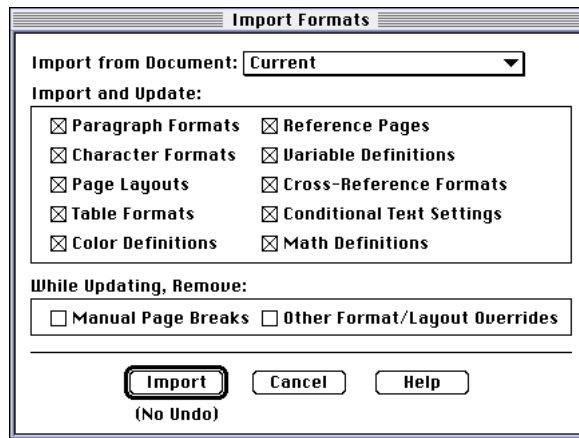 Import Formats
Import from Document: Current
Import and Update:
Paragraph Formats Reference Pages
Character Formats Variable Definitions
Page Layouts Cross-Reference Formats
Table Formats Conditional Text Settings
Color Definitions Math Definitions
While Updating, Remove:
Manual Page Breaks Other Format/Layout Overrides
Import Cancel Help
(No Undo)